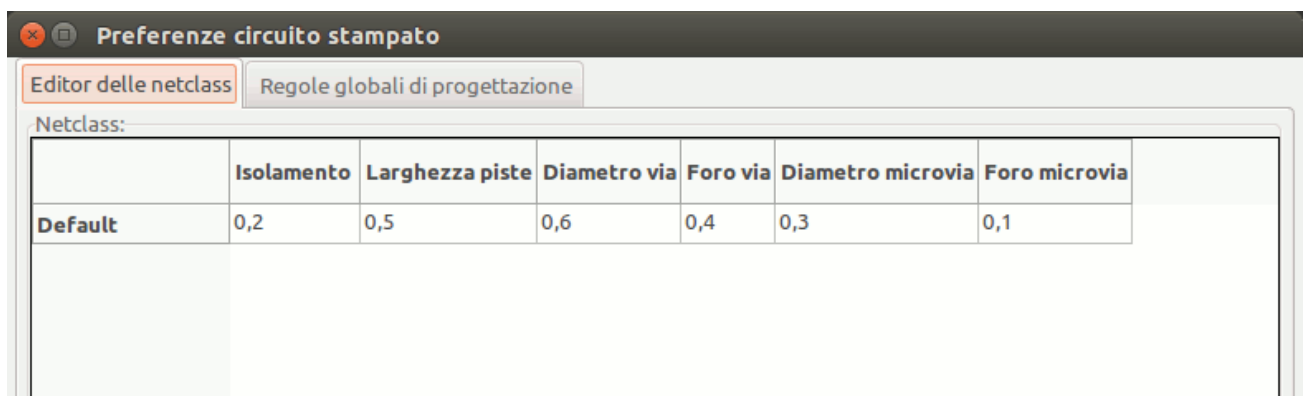 Preferenze circuito stampato
Editor delle netclass Regole globali di progettazione
Netclass:
Isolamento Larghezza piste Diametro via Foro via Diametro microvia Foro microvia
Default 0,2 0,5 0,6 0,4 0,3 0,1